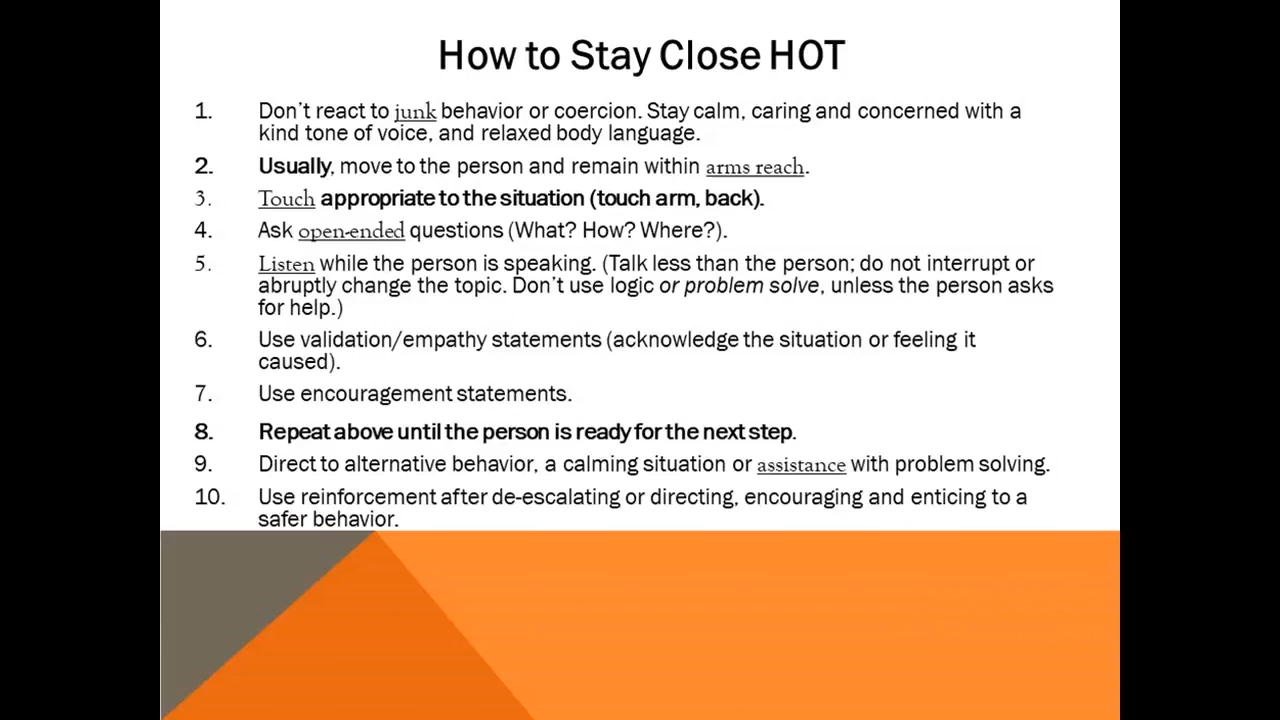 How to Stay Close HOT
1. Don't react to junk behavior or coercion. Stay calm, caring and concerned with a
kind tone of voice, and relaxed body language.
2. Usually, move to the person and remain within arms reach.
3. Touch appropriate to the situation (touch arm, back).
4. Ask open-ended questions (What? How? Where?).
5. Listen while the person is speaking. (Talk less than the person; do not interrupt or
abruptly change the topic. Don't use logic or problem solve, unless the person asks
for help.)
6. Use validation/empathy statements (acknowledge the situation or feeling it
caused).
7. Use encouragement statements.
8. Repeat above until the person is ready for the next step.
9. Direct to alternative behavior, a calming situation or assistance with problem solving.
10. Use reinforcement after de-escalating or directing, encouraging and enticing to a
safer behavior.